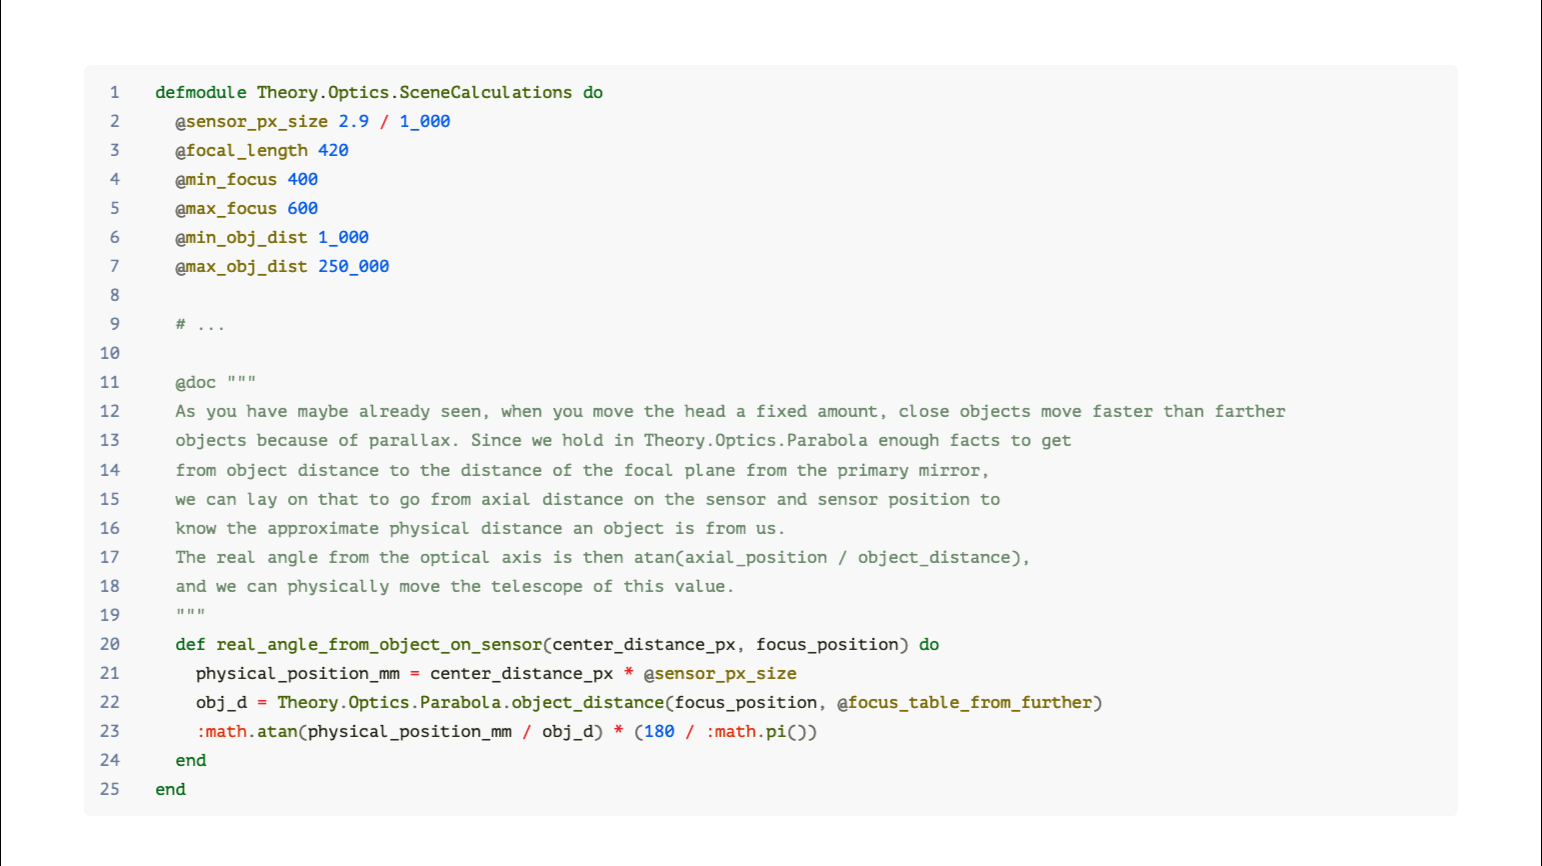 1 defmodule Theory.Optics.SceneCalculations do
2 @sensor_px_size 2.9 / 1_000
3 @focal_length 420
4 @min_focus 400
5 @max_focus 600
6 @min_obj_dist 1_000
7 @max_obj_dist 250_000
8
9 # ...
10
11 @doc """
12 As you have maybe already seen, when you move the head a fixed amount, close objects move faster than farther
13 objects because of parallax. Since we hold in Theory.Optics.Parabola enough facts to get
14 from object distance to the distance of the focal plane from the primary mirror,
15 we can lay on that to go from axial distance on the sensor and sensor position to
16 know the approximate physical distance an object is from us.
17 The real angle from the optical axis is then atan(axial_position / object_distance),
18 and we can physically move the telescope of this value.
19 """
20 def real_angle_from_object_on_sensor(center_distance_px, focus_position) do
21 physical_position_mm = center_distance_px * @sensor_px_size
22 obj_d = Theory.Optics.Parabola.object_distance(focus_position, @focus_table_from_further)
23 :math.atan(physical_position_mm / obj_d) * (180 / :math.pi())
24 end
25 end